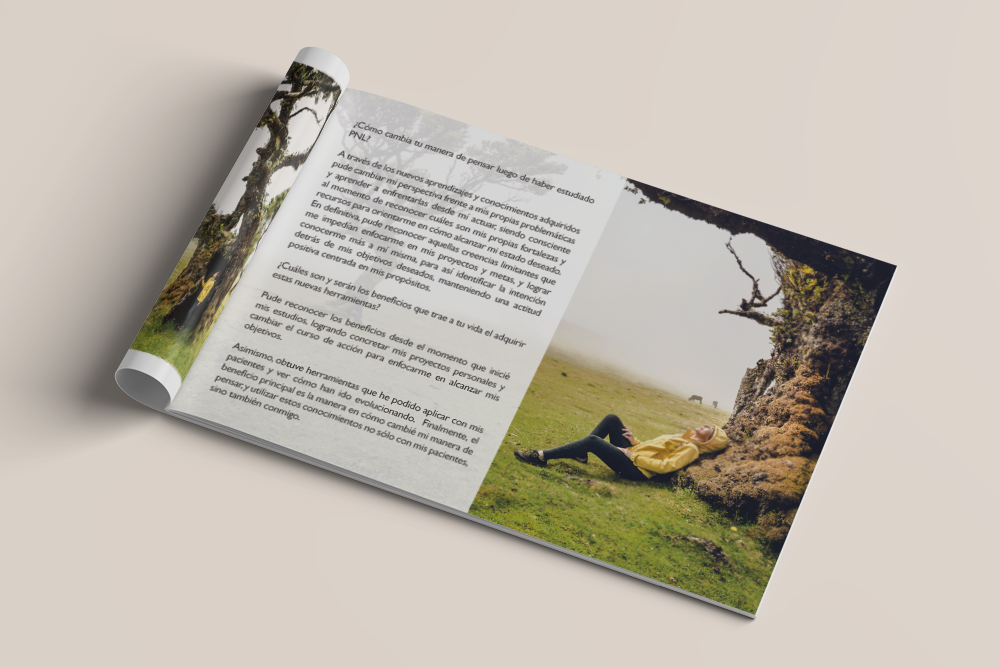 ¿Cómo cambia tu manera de pensar luego de haber estudiado
PNL?
A través de los nuevos aprendizajes y conocimientos adquiridos
pude cambiar mi perspectiva frente a mis propias problemáticas
y aprender a enfrentarlas desde mi actuar, siendo consciente
al momento de reconocer cuáles son mis propias fortalezas y
recursos para orientarme en cómo alcanzar mi estado deseado.
En definitiva, pude reconocer aquellas creencias limitantes que
me impedían enfocarme en mis proyectos y metas, y lograr
conocerme más a mí misma, para así identificar la intención
detrás de mis objetivos deseados, manteniendo una actitud
positiva centrada en mis propósitos.
¿Cuáles son y serán los beneficios que trae a tu vida el adquirir
estas nuevas herramientas?
Pude reconocer los beneficios desde el momento que inicié
mis estudios, logrando concretar mis proyectos personales y
cambiar el curso de acción para enfocarme en alcanzar mis
objetivos.
Asimismo, obtuve herramientas que he podido aplicar con mis
pacientes y ver cómo han ido evolucionando. Finalmente, el
beneficio principal es la manera en cómo cambié mi manera de
pensar,y utilizar estos conocimientos no sólo con mis pacientes,
sino también conmigo.